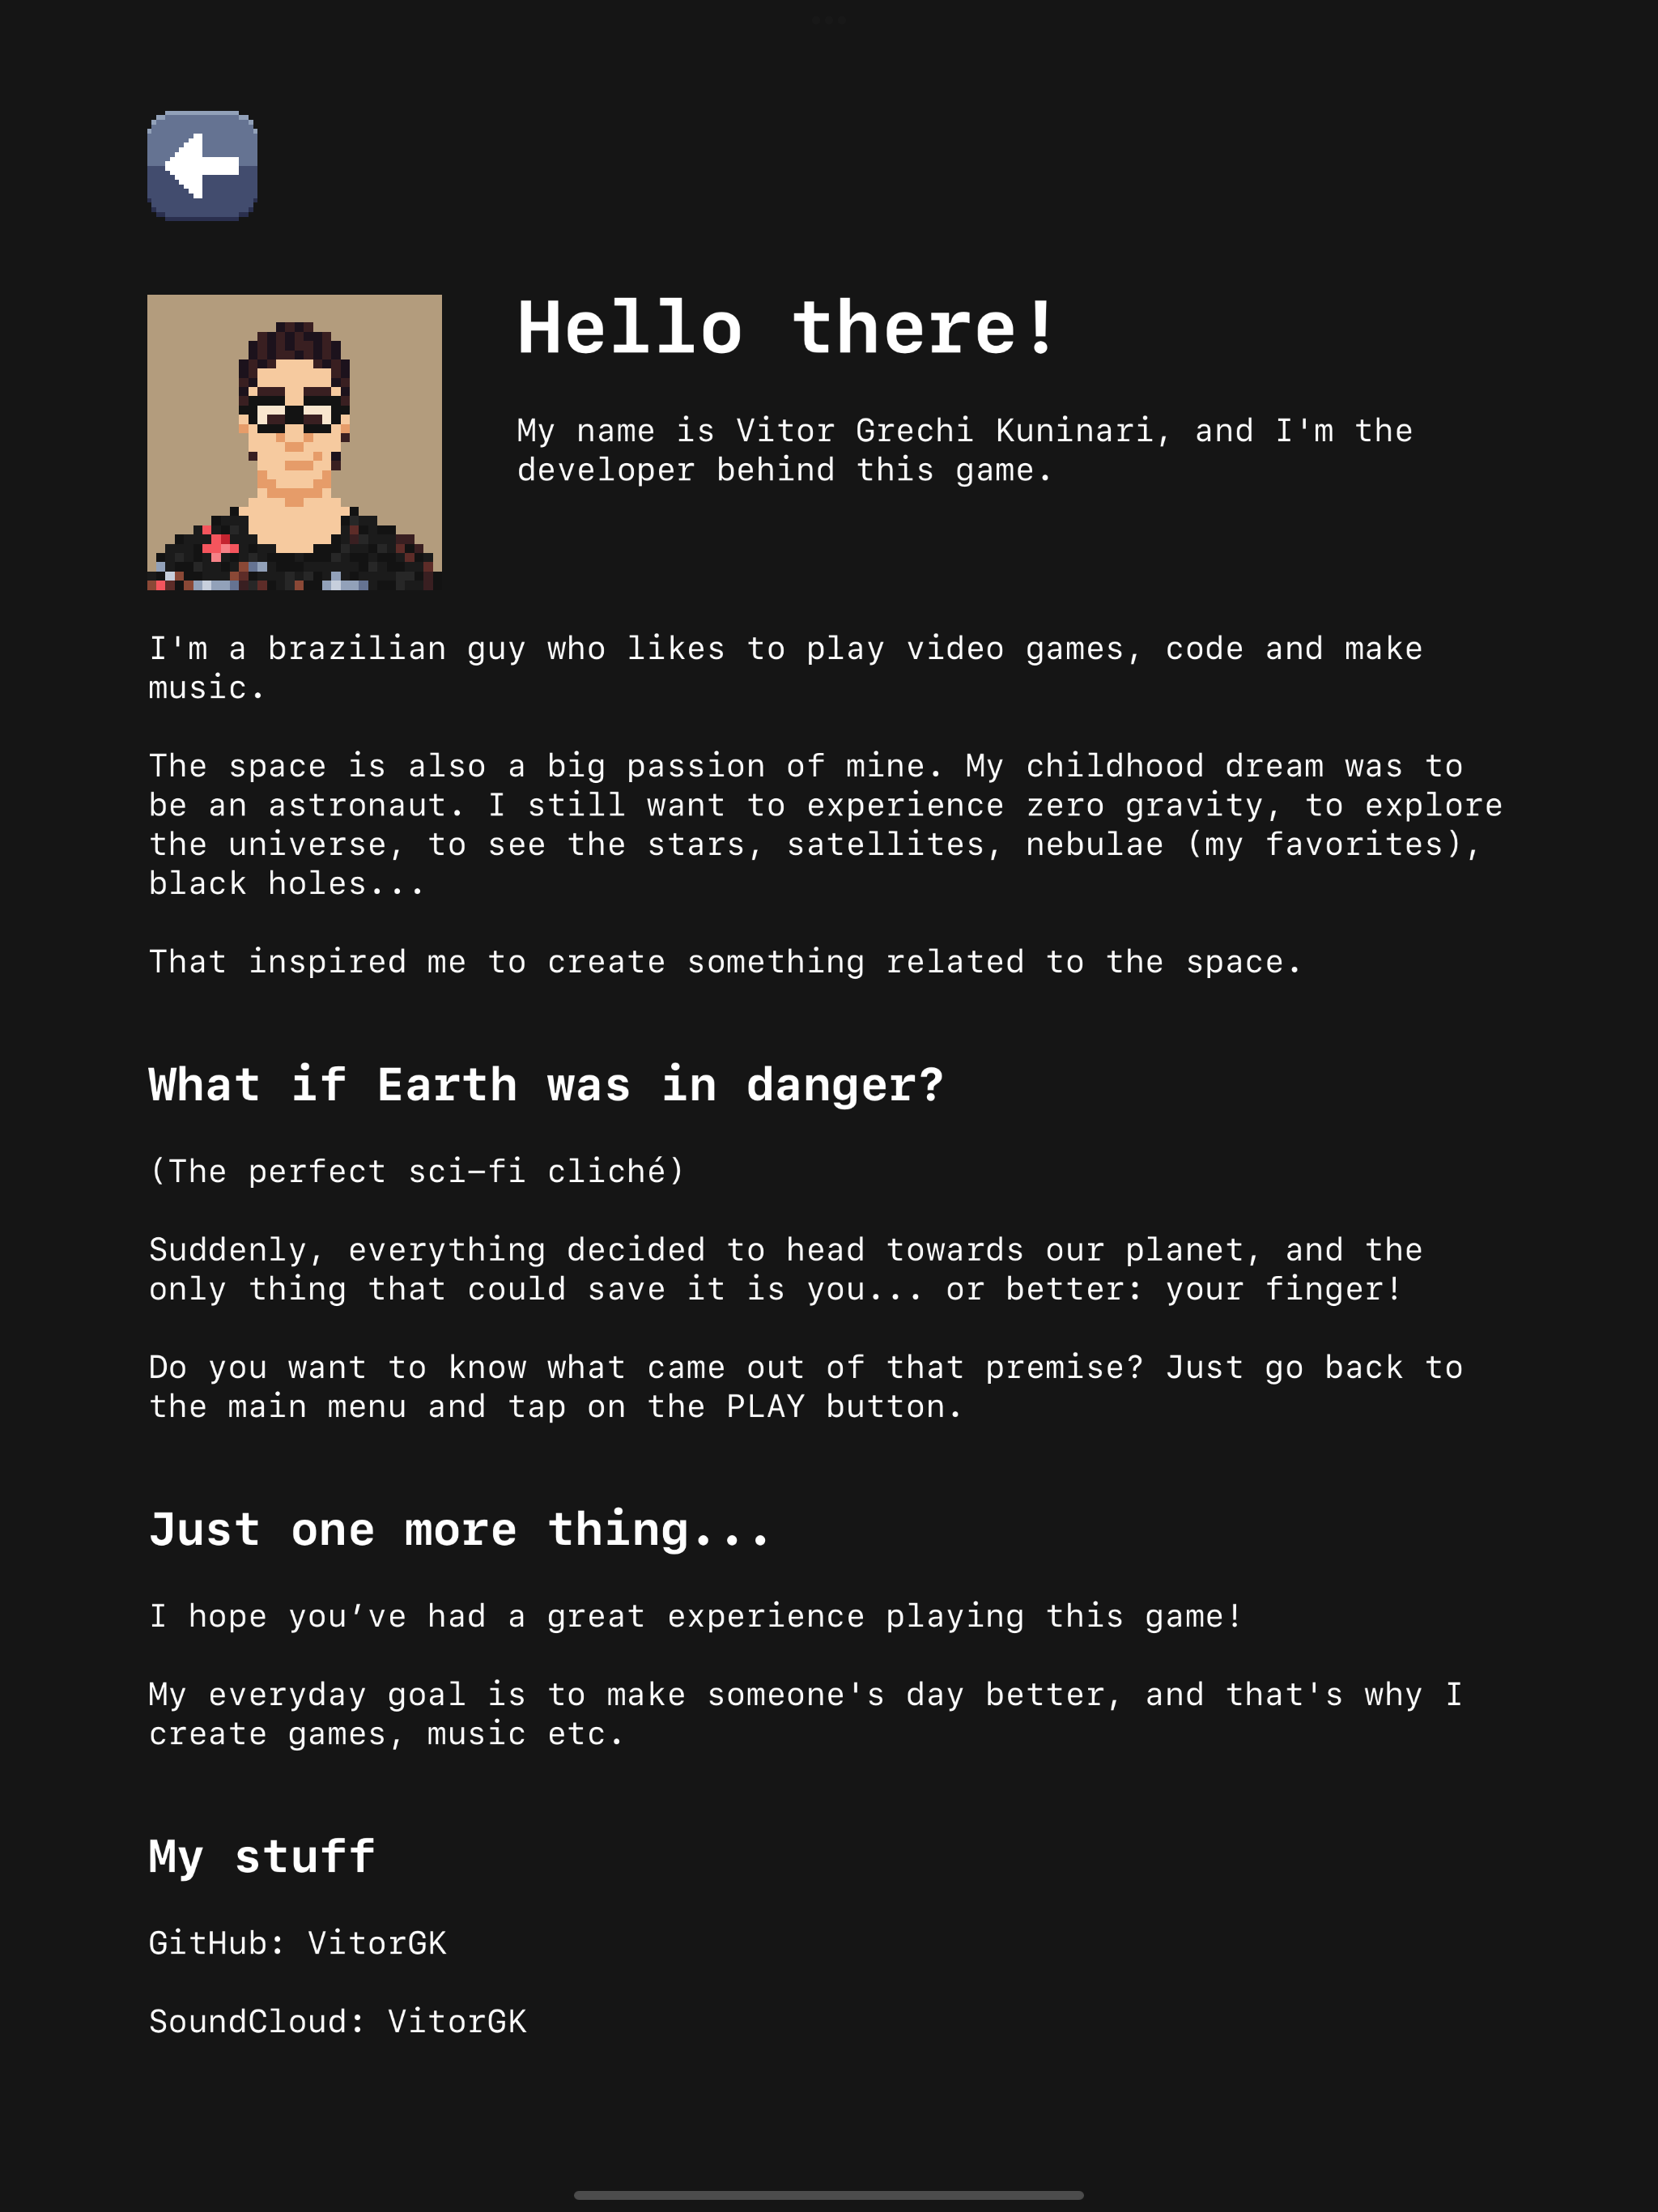 Hello there!
My name is Vitor Grechi Kuninari, and I'm the
developer behind this game.
I'm a brazilian guy who likes to play video games, code and make
music.
The space is also a big passion of mine. My childhood dream was to
be an astronaut. I still want to experience zero gravity, to explore
the universe, to see the stars, satellites, nebulae (my favorites),
black holes...
That inspired me to create something related to the space.
What if Earth was in danger?
(The perfect sci-fi cliché)
Suddenly, everything decided to head towards our planet, and the
only thing that could save it is you... or better: your finger!
Do you want to know what came out of that premise? Just go back to
the main menu and tap on the PLAY button.
Just one more thing...
I hope you’ve had a great experience playing this game!
My everyday goal is to make someone's day better, and that's why I
create games, music etc.
My stuff
GitHub: VitorGK
SoundCloud: VitorGK